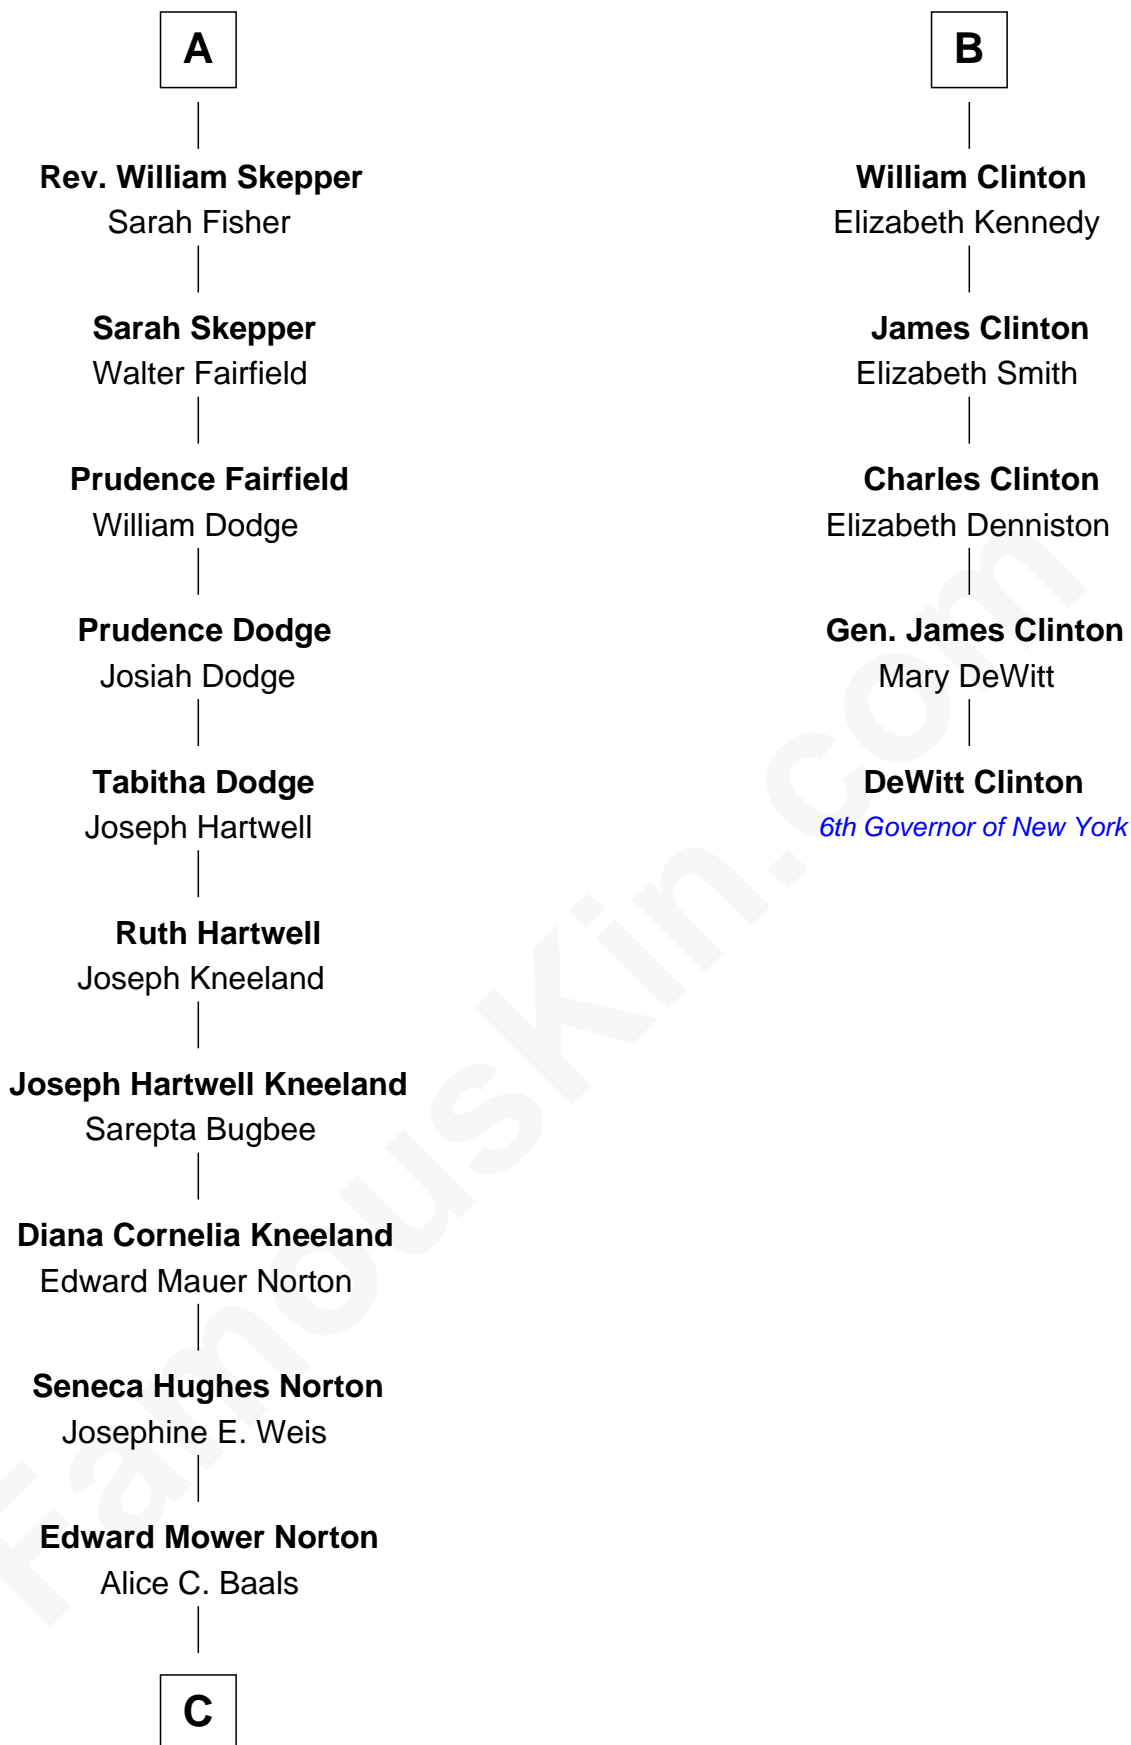 A
Rev. William Skepper
Sarah Fisher
Sarah Skepper
Walter Fairfield
Prudence Fairfield
William Dodge
Prudence Dodge
Josiah Dodge
Tabitha Dodge
Joseph Hartwell
Ruth Hartwell
Joseph Kneeland
Joseph Hartwell Kneeland
Sarepta Bugbee
Diana Cornelia Kneeland
Edward Mauer Norton
Seneca Hughes Norton
Josephine E. Weis
Edward Mower Norton
Alice C. Baals
C
B
William Clinton
Elizabeth Kennedy
James Clinton
Elizabeth Smith
Charles Clinton
Elizabeth Denniston
Gen. James Clinton
Mary DeWitt
DeWitt Clinton
6th Governor of New York
FamousKin.com